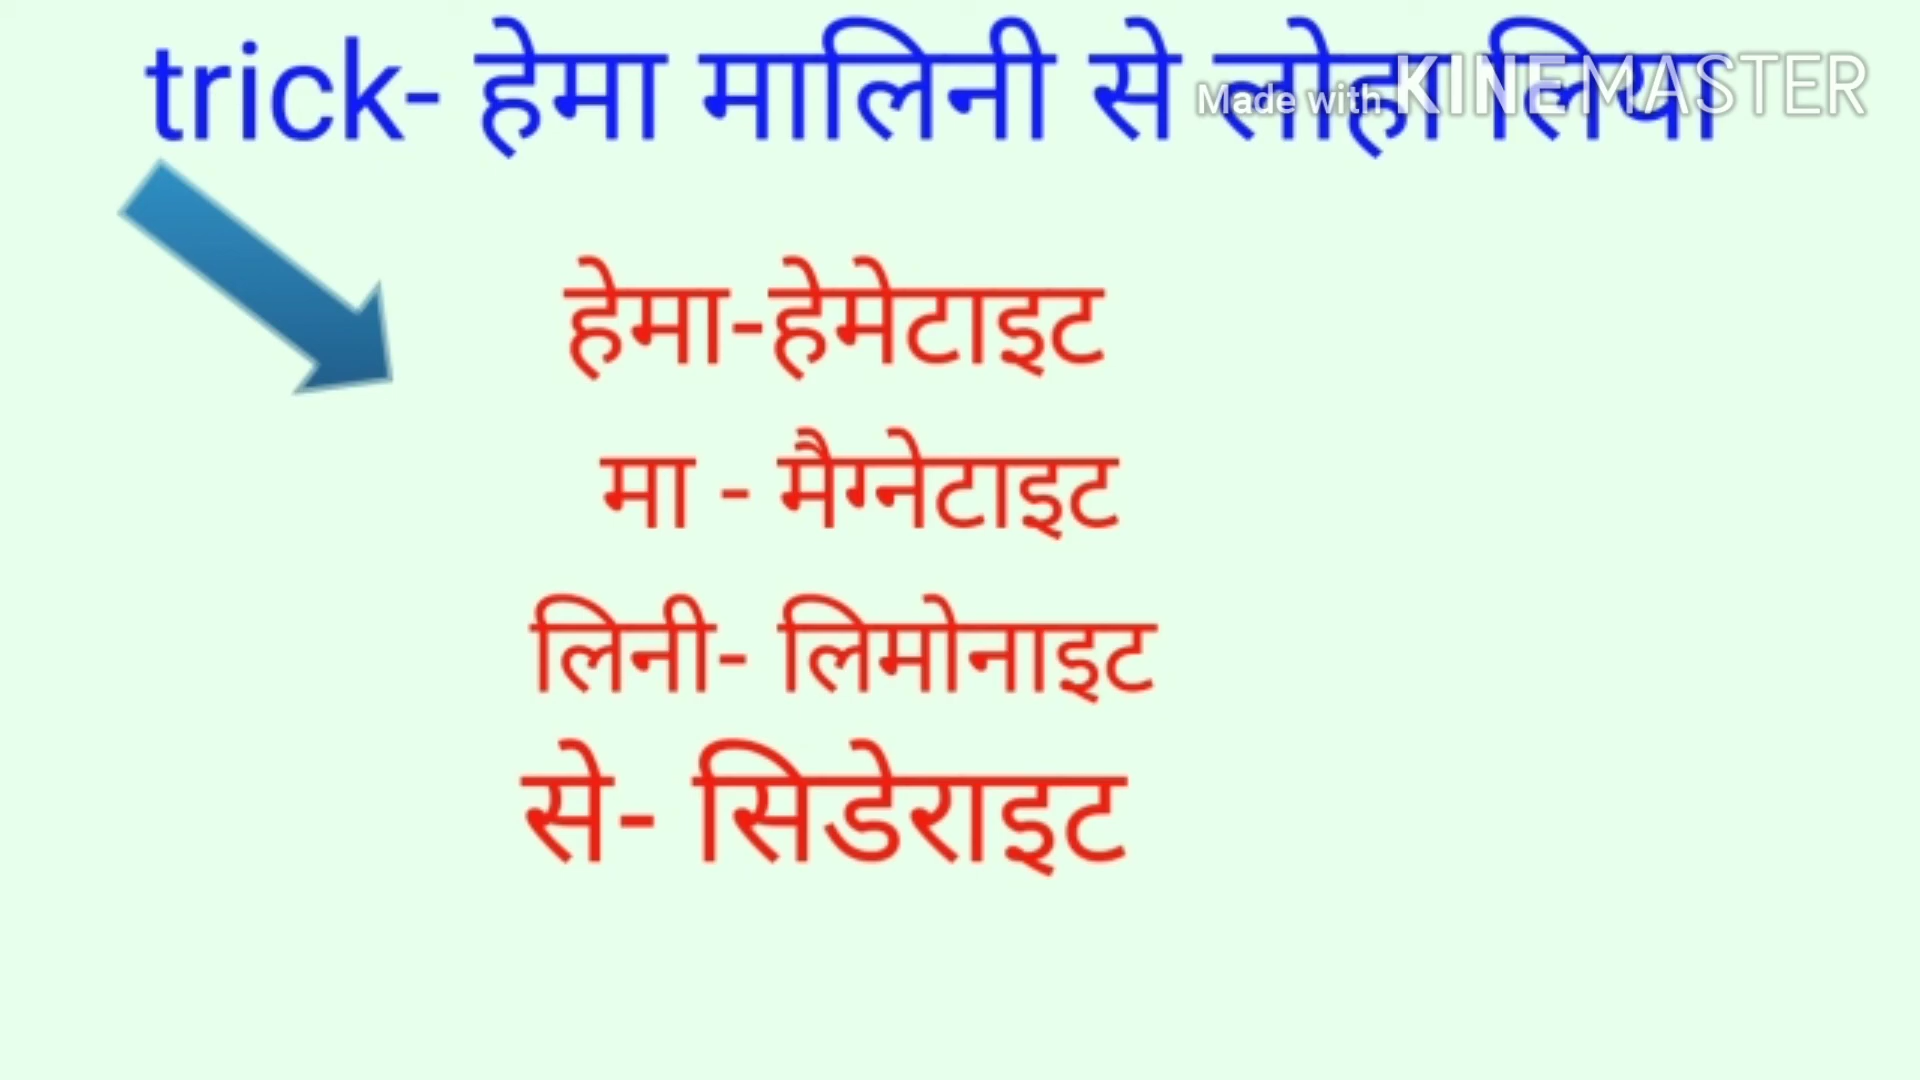 trick- हेमा मालिनी से लोहा लिया
Made with KINEMASTER
हेमा-हेमेटाइट
मा - मैग्नेटाइट
लिनी- लिमोनाइट
से- सिडेराइट